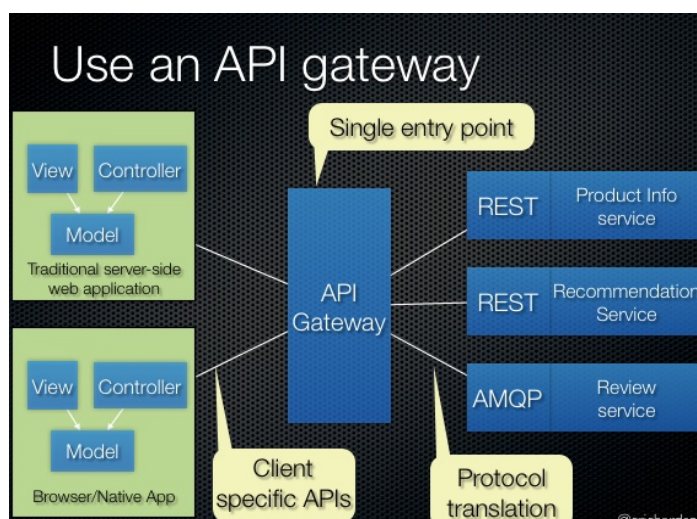 Use an API gateway
Single entry point
View
Controller
Model
Traditional server-side
web application
View
Controller
Model
Browser/Native App
API
Gateway
REST
Product Info
service
REST
Recommendation
Service
AMQP
Review
service
Client
specific APIs
Protocol
translation